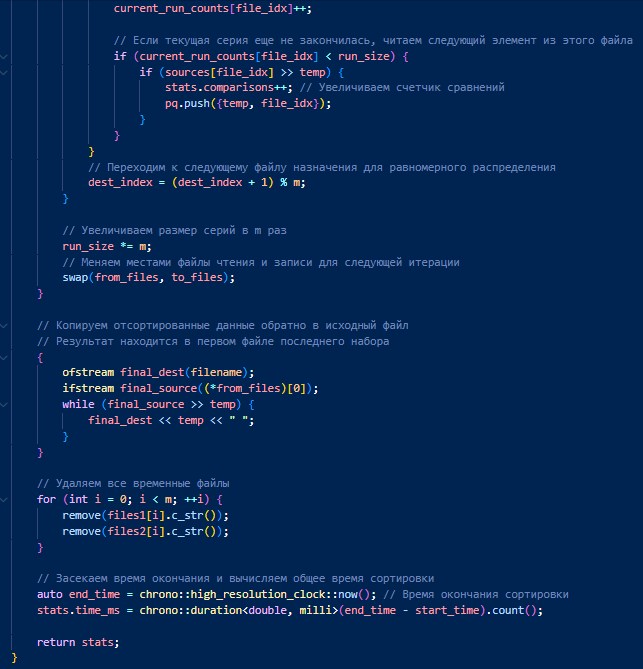 current_run_counts[file_idx]++;
// Если текущая серия еще не закончилась, читаем следующий элемент из этого файла
if (current_run_counts[file_idx] < run_size) {
if (sources[file_idx] >> temp) {
stats.comparisons++; // Увеличиваем счетчик сравнений
pq.push({temp, file_idx});
}
}
}
// Переходим к следующему файлу назначения для равномерного распределения
dest_index = (dest_index + 1) % m;
}
// Увеличиваем размер серий в m раз
run_size *= m;
// Меняем местами файлы чтения и записи для следующей итерации
swap(from_files, to_files);
}
// Копируем отсортированные данные обратно в исходный файл
// Результат находится в первом файле последнего набора
{
ofstream final_dest(filename);
ifstream final_source((*from_files)[0]);
while (final_source >> temp) {
final_dest << temp << " ";
}
}
// Удаляем все временные файлы
for (int i = 0; i < m; ++i) {
remove(files1[i].c_str());
remove(files2[i].c_str());
}
// Засекаем время окончания и вычисляем общее время сортировки
auto end_time = chrono::high_resolution_clock::now(); // Время окончания сортировки
stats.time_ms = chrono::duration<double, milli>(end_time - start_time).count();
return stats;
}